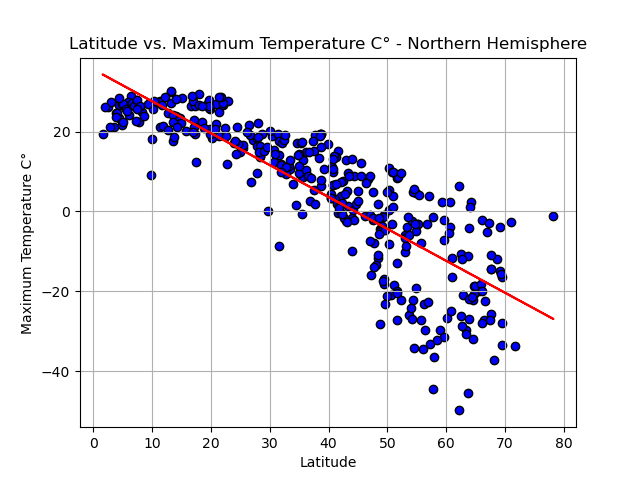 Latitude vs. Maximum Temperature C° - Northern Hemisphere
Maximum Temperature C°
20
0
−20
−40
0 10 20 30 40 50 60 70 80
Latitude